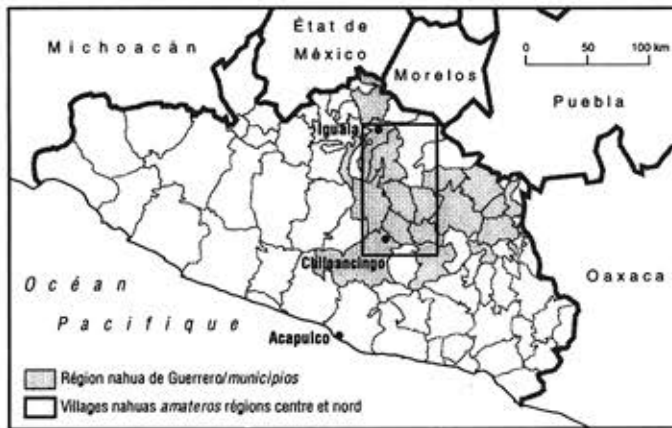 Michoacán
État de
México
Morelos
0 50 100 km
Puebla
Iguala
Chilpancingo
Oaxaca
Océan
Pacifique
Acapulco
Région nahua de Guerrero/municipios
Villages nahuas amateros régions centre et nord